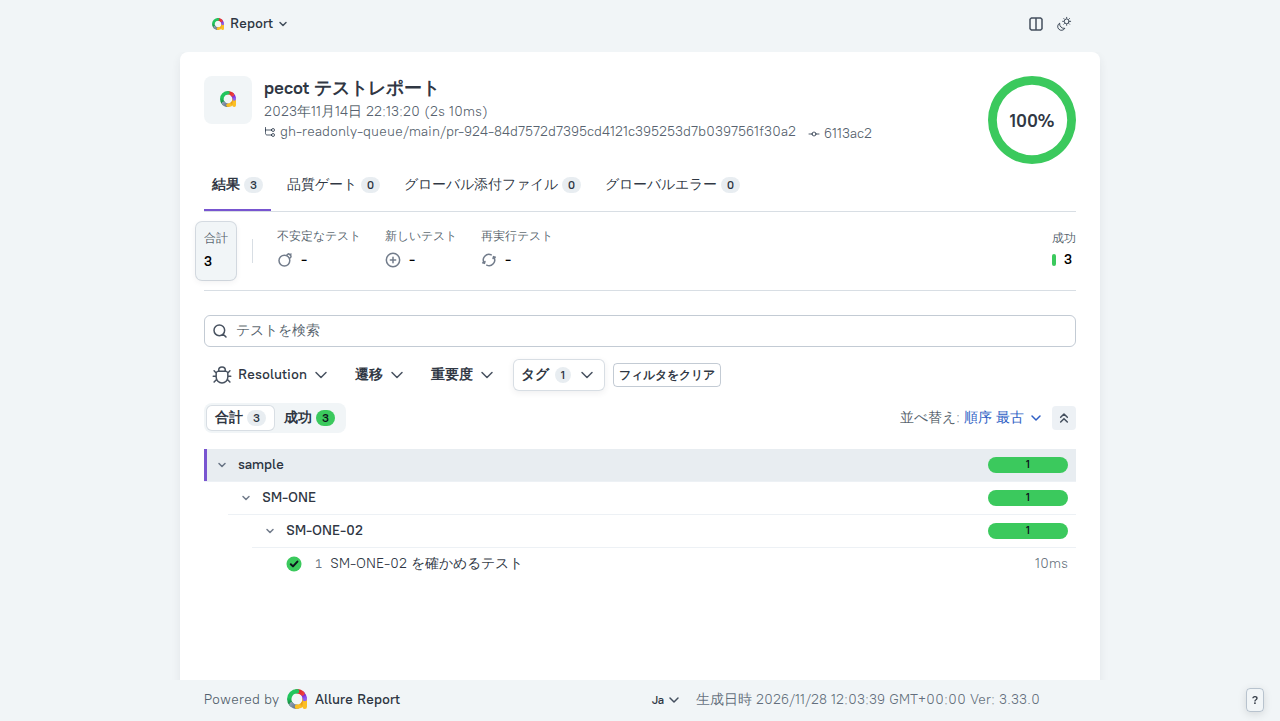 Report
pecot テストレポート
2023年11月14日 22:13:20 (2s 10ms)
gh-readonly-queue/main/pr-924-84d7572d7395cd4121c395253d7b0397561f30a2 6113ac2
100%
結果 3 品質ゲート 0 グローバル添付ファイル 0 グローバルエラー 0
合計 不安定なテスト 新しいテスト 再実行テスト 成功
3 - - - 3
テストを検索
Resolution 遷移 重要度 タグ 1 フィルタをクリア
合計 3 成功 3 並べ替え: 順序 最古
sample 1
SM-ONE 1
SM-ONE-02 1
1 SM-ONE-02 を確かめるテスト 10ms
Powered by Allure Report Ja 生成日時 2026/11/28 12:03:39 GMT+00:00 Ver: 3.33.0 ?